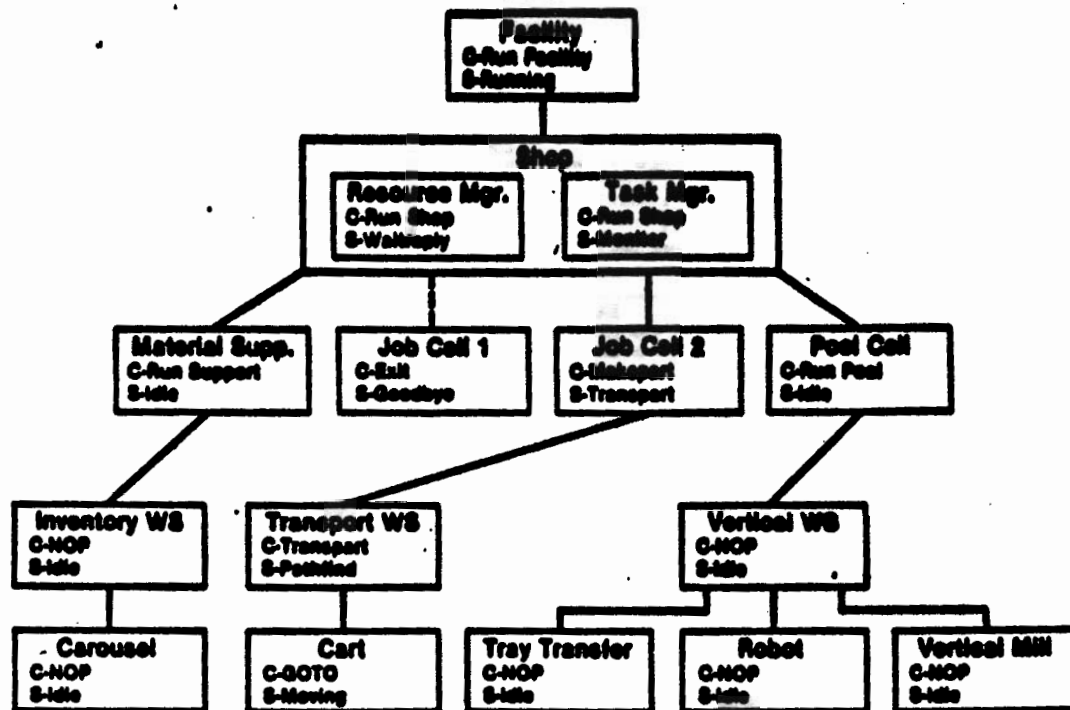 Facility
C-Run Facility
S-Running
Shop
Resource Mgr.
C-Run Shop
S-Waitreply
Task Mgr.
C-Run Shop
S-Monitor
Material Supp.
C-Run Support
S-Idle
Job Cell 1
C-Exit
S-Goodbye
Job Cell 2
C-Makepart
S-Transport
Pool Cell
C-Run Pool
S-Idle
Inventory WS
C-NOP
S-Idle
Transport WS
C-Transport
S-Pathfind
Vertical WS
C-NOP
S-Idle
Carousel
C-NOP
S-Idle
Cart
C-GOTO
S-Moving
Tray Transfer
C-NOP
S-Idle
Robot
C-NOP
S-Idle
Vertical Mill
C-NOP
S-Idle